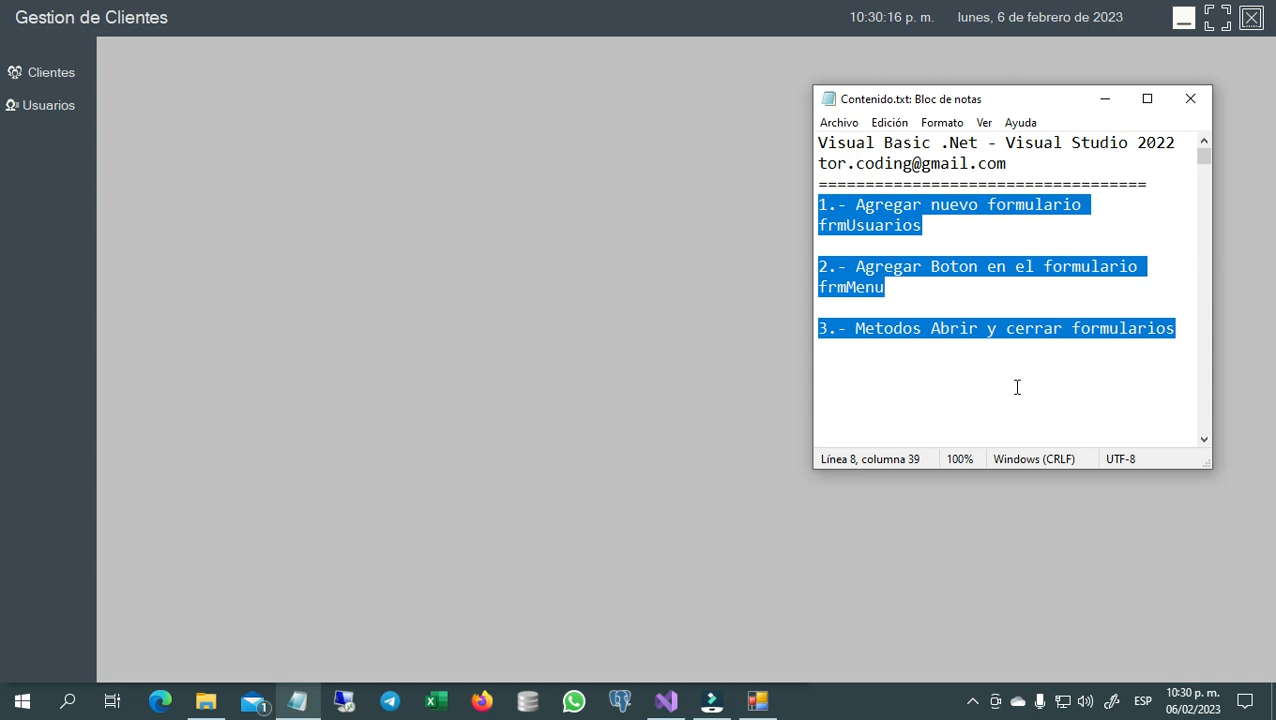 Gestion de Clientes
10:30:16 p. m. lunes, 6 de febrero de 2023
Clientes
Usuarios
Contenido.txt: Bloc de notas
Archivo Edición Formato Ver Ayuda
Visual Basic .Net - Visual Studio 2022
tor.coding@gmail.com
===================================
1.- Agregar nuevo formulario
frmUsuarios
2.- Agregar Boton en el formulario
frmMenu
3.- Metodos Abrir y cerrar formularios
Línea 8, columna 39 100% Windows (CRLF) UTF-8
1
ESP
10:30 p. m.
06/02/2023